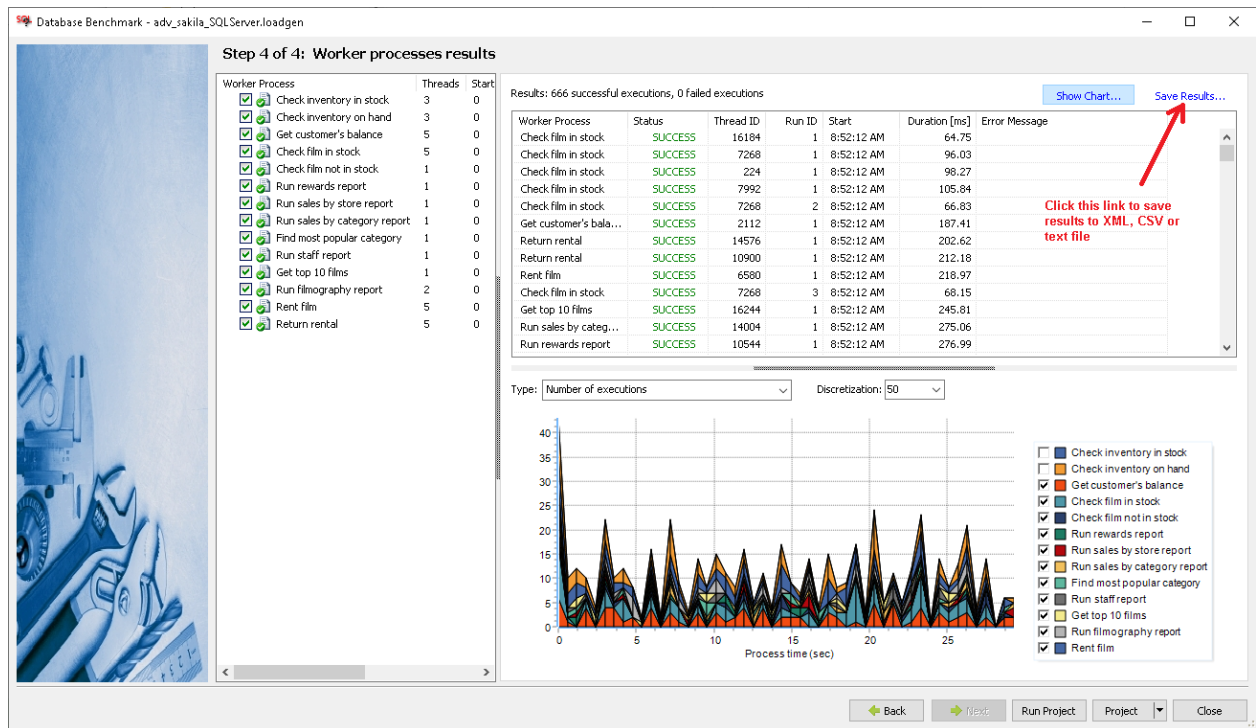 Database Benchmark - adv_sakila_SQLServer.loadgen
Step 4 of 4: Worker processes results
Worker Process Threads Start
Check inventory in stock 3 0
Check inventory on hand 3 0
Get customer's balance 5 0
Check film in stock 5 0
Check film not in stock 1 0
Run rewards report 1 0
Run sales by store report 1 0
Run sales by category report 1 0
Find most popular category 1 0
Run staff report 1 0
Get top 10 films 1 0
Run filmography report 2 0
Rent film 5 0
Return rental 5 0
Results: 666 successful executions, 0 failed executions
Show Chart...
Save Results...
Worker Process Status Thread ID Run ID Start Duration [ms] Error Message
Check film in stock SUCCESS 16184 1 8:52:12 AM 64.75
Check film in stock SUCCESS 7268 1 8:52:12 AM 96.03
Check film in stock SUCCESS 224 1 8:52:12 AM 98.27
Check film in stock SUCCESS 7992 1 8:52:12 AM 105.84
Check film in stock SUCCESS 7268 2 8:52:12 AM 66.83
Get customer's bala... SUCCESS 2112 1 8:52:12 AM 187.41
Return rental SUCCESS 14576 1 8:52:12 AM 202.62
Return rental SUCCESS 10900 1 8:52:12 AM 212.18
Rent film SUCCESS 6580 1 8:52:12 AM 218.97
Check film in stock SUCCESS 7268 3 8:52:12 AM 68.15
Get top 10 films SUCCESS 16244 1 8:52:12 AM 245.81
Run sales by categ... SUCCESS 14004 1 8:52:12 AM 275.06
Run rewards report SUCCESS 10544 1 8:52:12 AM 276.99
Click this link to save
results to XML, CSV or
text file
Type: Number of executions
Discretization: 50
40
35
30
25
20
15
10
5
0
0 5 10 15 20 25
Process time (sec)
Check inventory in stock
Check inventory on hand
Get customer's balance
Check film in stock
Check film not in stock
Run rewards report
Run sales by store report
Run sales by category report
Find most popular category
Run staff report
Get top 10 films
Run filmography report
Rent film
Back
Next
Run Project
Project
Close